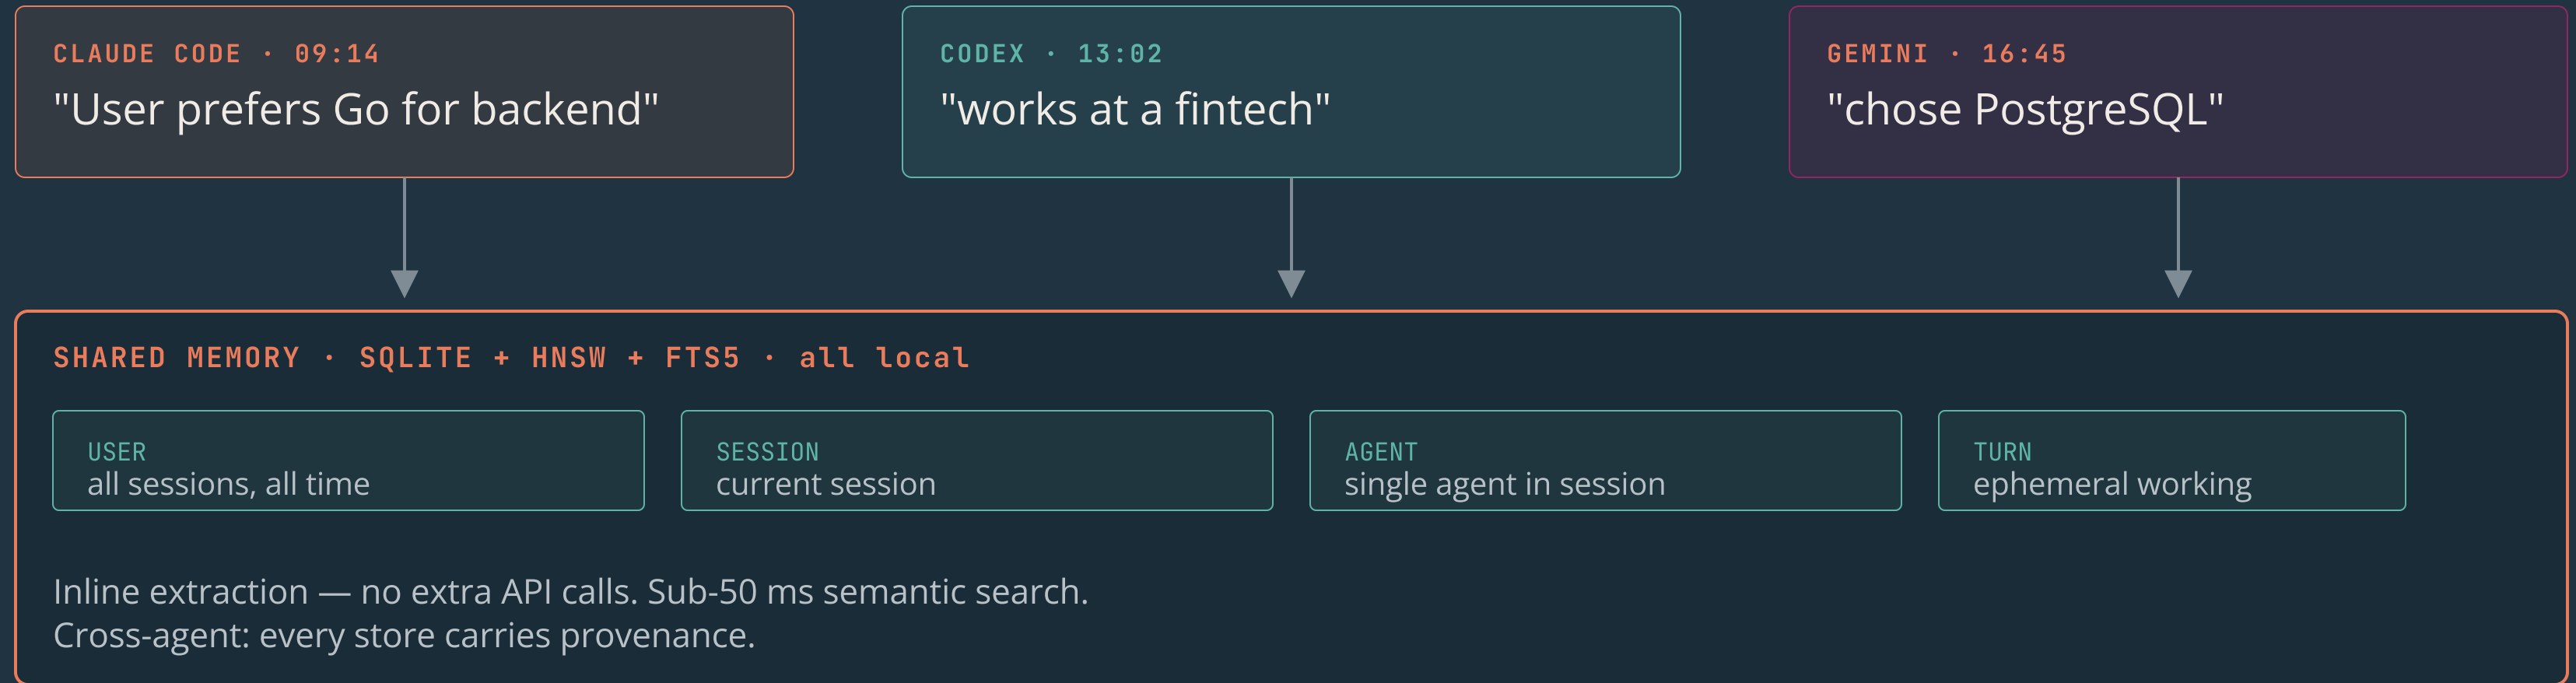 CLAUDE CODE · 09:14
"User prefers Go for backend"
CODEX · 13:02
"works at a fintech"
GEMINI · 16:45
"chose PostgreSQL"
SHARED MEMORY · SQLITE + HNSW + FTS5 · all local
USER
all sessions, all time
SESSION
current session
AGENT
single agent in session
TURN
ephemeral working
Inline extraction — no extra API calls. Sub-50 ms semantic search.
Cross-agent: every store carries provenance.